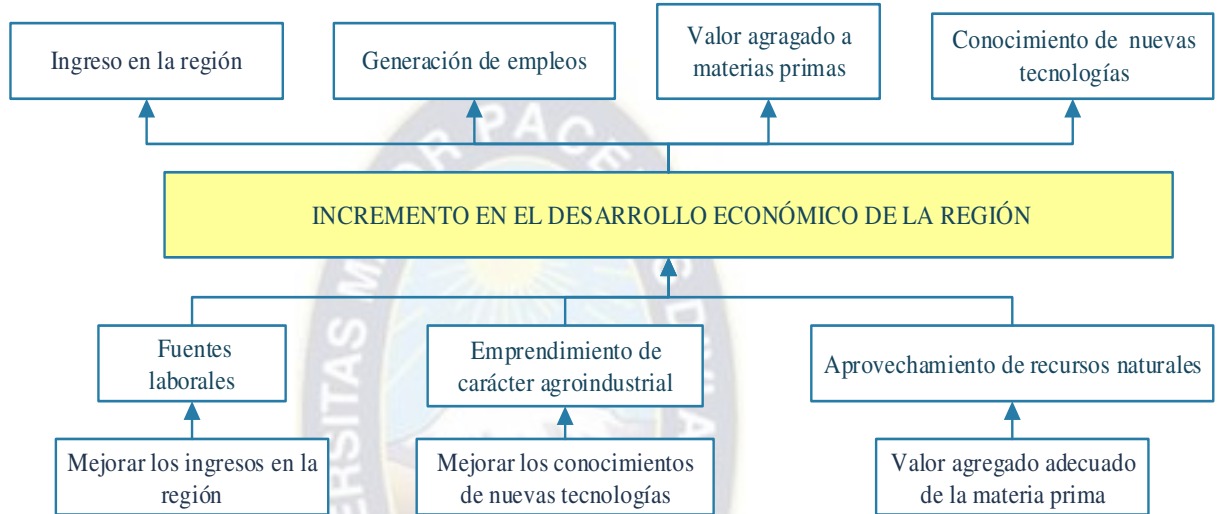 Ingreso en la región
Generación de empleos
Valor agragado a
materias primas
Conocimiento de nuevas
tecnologías
INCREMENTO EN EL DESARROLLO ECONÓMICO DE LA REGIÓN
Fuentes
laborales
Emprendimiento de
carácter agroindustrial
Aprovechamiento de recursos naturales
Mejorar los ingresos en la
región
Mejorar los conocimientos
de nuevas tecnologías
Valor agregado adecuado
de la materia prima